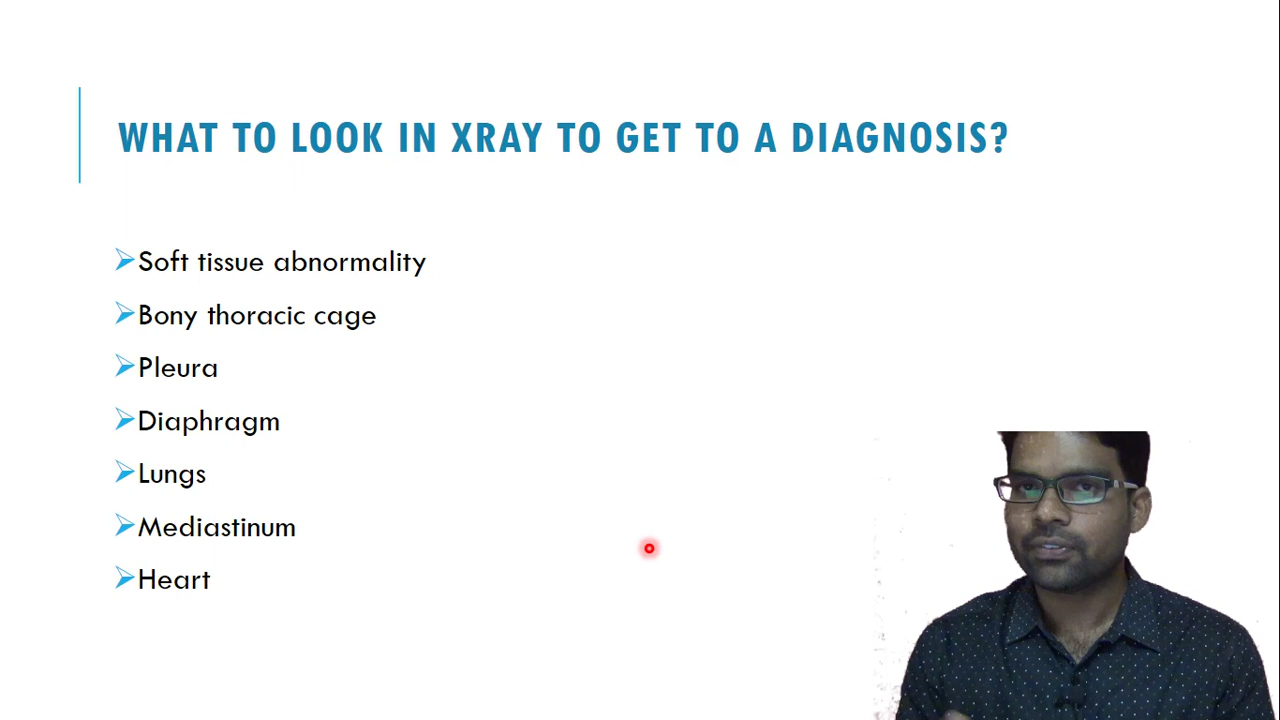 WHAT TO LOOK IN XRAY TO GET TO A DIAGNOSIS?
Soft tissue abnormality
Bony thoracic cage
Pleura
Diaphragm
Lungs
Mediastinum
Heart